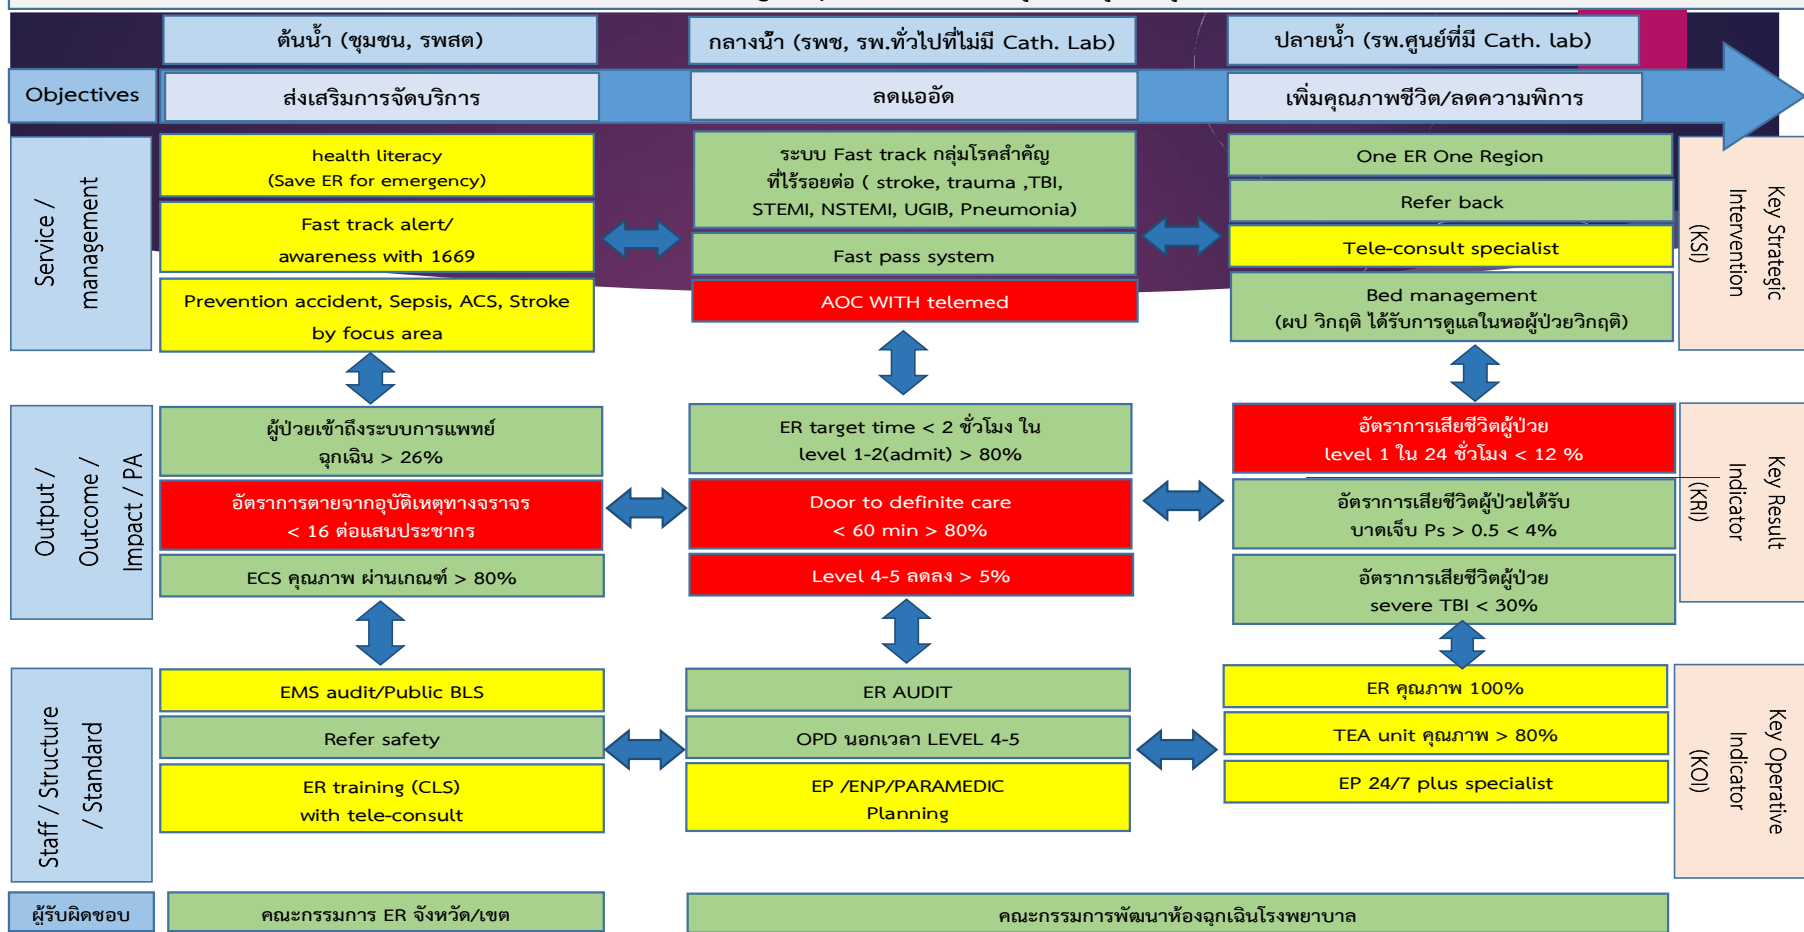 ต้นน้ำ (ชุมชน, รพสต)
กลางน้ำ (รพช, รพ.ทั่วไปที่ไม่มี Cath. Lab)
ปลายน้ำ (รพ.ศูนย์ที่มี Cath. lab)
Objectives
ส่งเสริมการจัดบริการ
ลดแออัด
เพิ่มคุณภาพชีวิต/ลดความพิการ
Service /
management
health literacy
(Save ER for emergency)
Fast track alert/
awareness with 1669
Prevention accident, Sepsis, ACS, Stroke
by focus area
ระบบ Fast track กลุ่มโรคสำคัญ
ที่ไร้รอยต่อ ( stroke, trauma ,TBI,
STEMI, NSTEMI, UGIB, Pneumonia)
Fast pass system
AOC WITH telemed
One ER One Region
Refer back
Tele-consult specialist
Bed management
(ผป วิกฤติ ได้รับการดูแลในหอผู้ป่วยวิกฤติ)
Key Strategic
Intervention
(KSI)
Output /
Outcome /
Impact / PA
ผู้ป่วยเข้าถึงระบบการแพทย์
ฉุกเฉิน > 26%
อัตราการตายจากอุบัติเหตุทางจราจร
< 16 ต่อแสนประชากร
ECS คุณภาพ ผ่านเกณฑ์ > 80%
ER target time < 2 ชั่วโมง ใน
level 1-2(admit) > 80%
Door to definite care
< 60 min > 80%
Level 4-5 ลดลง > 5%
อัตราการเสียชีวิตผู้ป่วย
level 1 ใน 24 ชั่วโมง < 12 %
อัตราการเสียชีวิตผู้ป่วยได้รับ
บาดเจ็บ Ps > 0.5 < 4%
อัตราการเสียชีวิตผู้ป่วย
severe TBI < 30%
Key Result
Indicator
(KRI)
Staff / Structure
/ Standard
EMS audit/Public BLS
Refer safety
ER training (CLS)
with tele-consult
ER AUDIT
OPD นอกเวลา LEVEL 4-5
EP /ENP/PARAMEDIC
Planning
ER คุณภาพ 100%
TEA unit คุณภาพ > 80%
EP 24/7 plus specialist
Key Operative
Indicator
(KOI)
ผู้รับผิดชอบ
คณะกรรมการ ER จังหวัด/เขต
คณะกรรมการพัฒนาห้องฉุกเฉินโรงพยาบาล